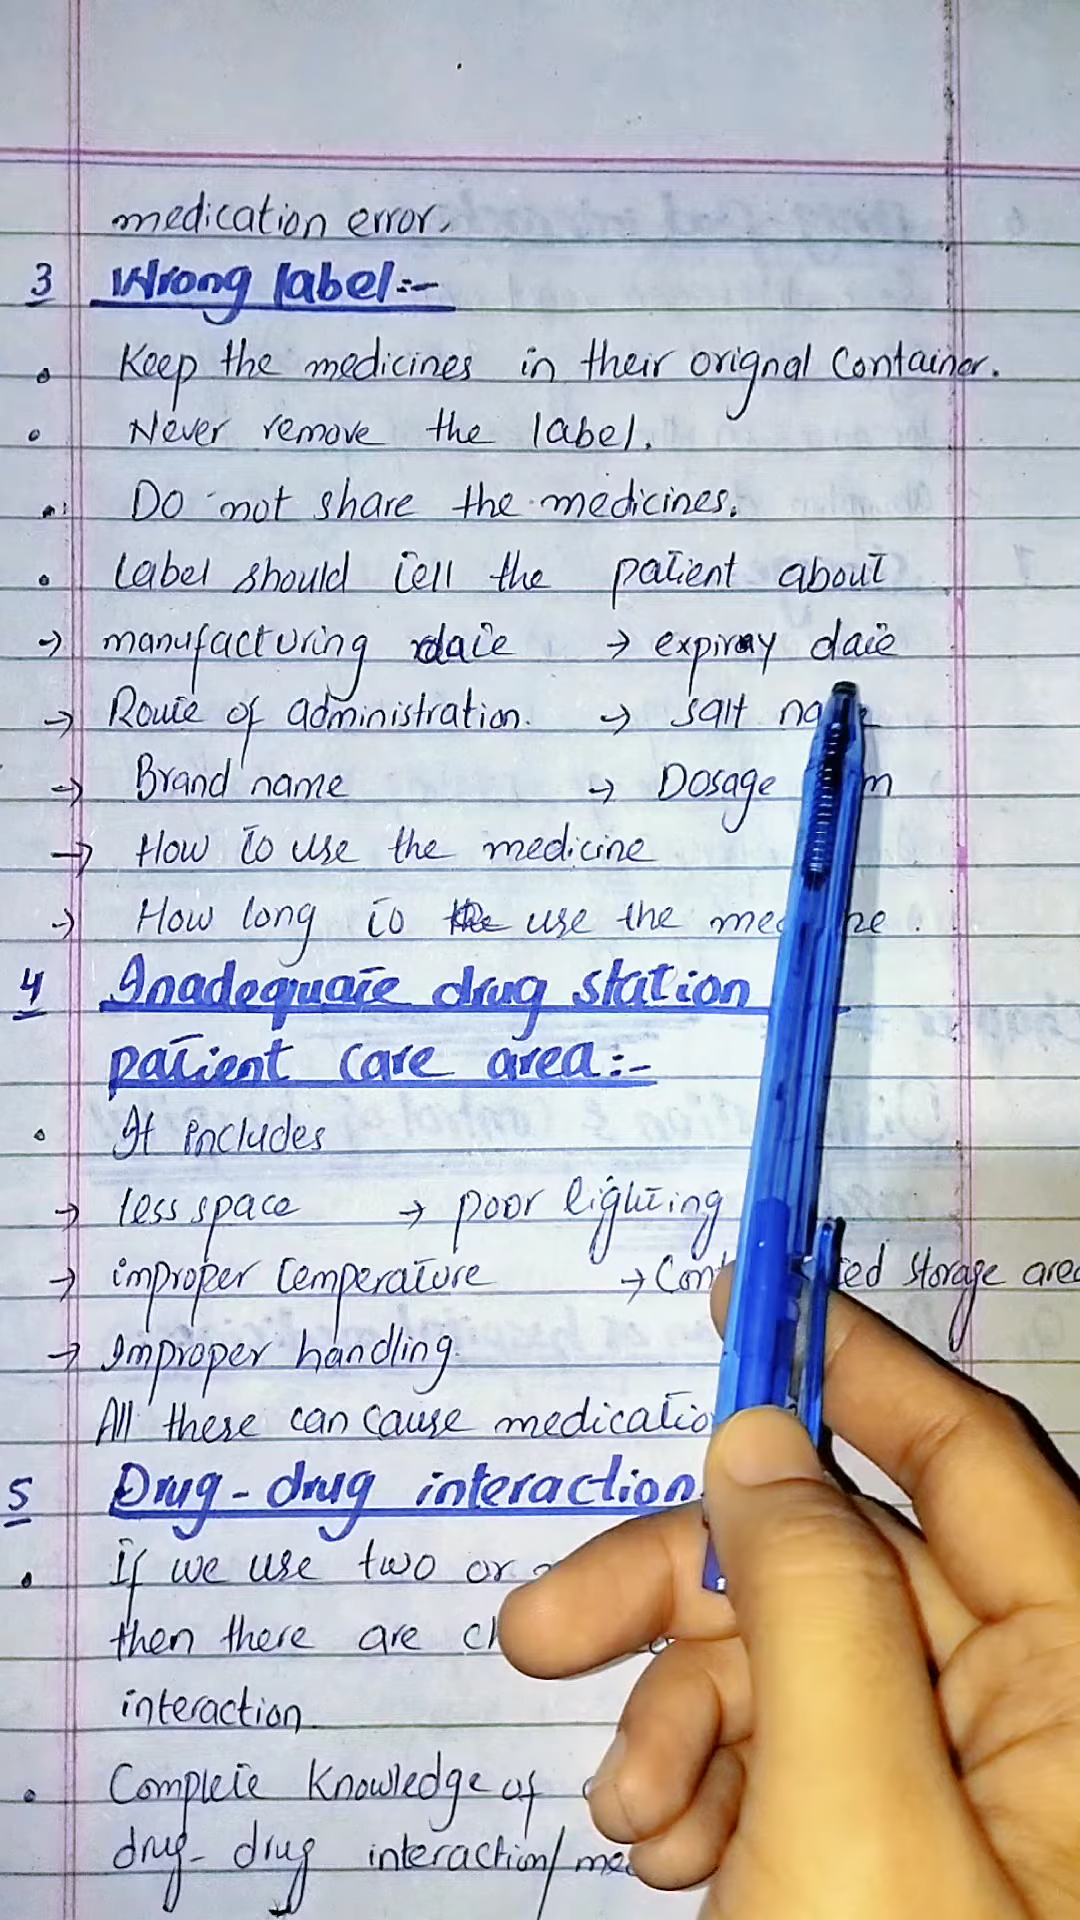 medication error.
3 Wrong label:-
• Keep the medicines in their orignal Container.
• Never remove the label.
• Do not share the medicines.
• Label should tell the patient about
→ manufacturing date → expiray date
→ Route of administration. → salt
→ Brand name → Dosage
→ How to use the medicine
→ How long to use the
4 Inadequate drug station
patient care area:-
• It includes
→ less space → poor lighting
→ improper temperature → storage area
→ Improper handling.
All these can cause
5 Drug-drug interaction
• If we use two or
then there are
interaction.
• Complete Knowledge of
drug-drug interaction/